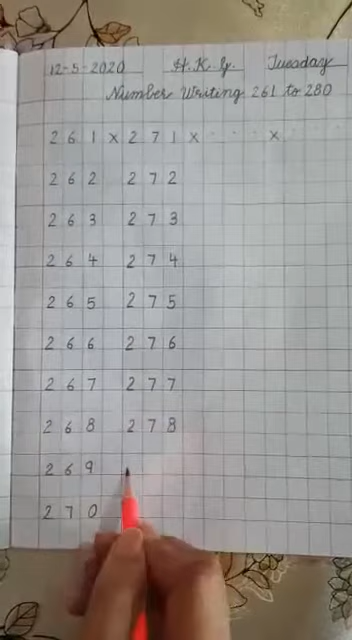 12-5-2020 H.K.G. Tuesday
Number Writing 261 to 280
2 6 1 x 2 7 1 x x
2 6 2 2 7 2
2 6 3 2 7 3
2 6 4 2 7 4
2 6 5 2 7 5
2 6 6 2 7 6
2 6 7 2 7 7
2 6 8 2 7 8
2 6 9
2 7 0